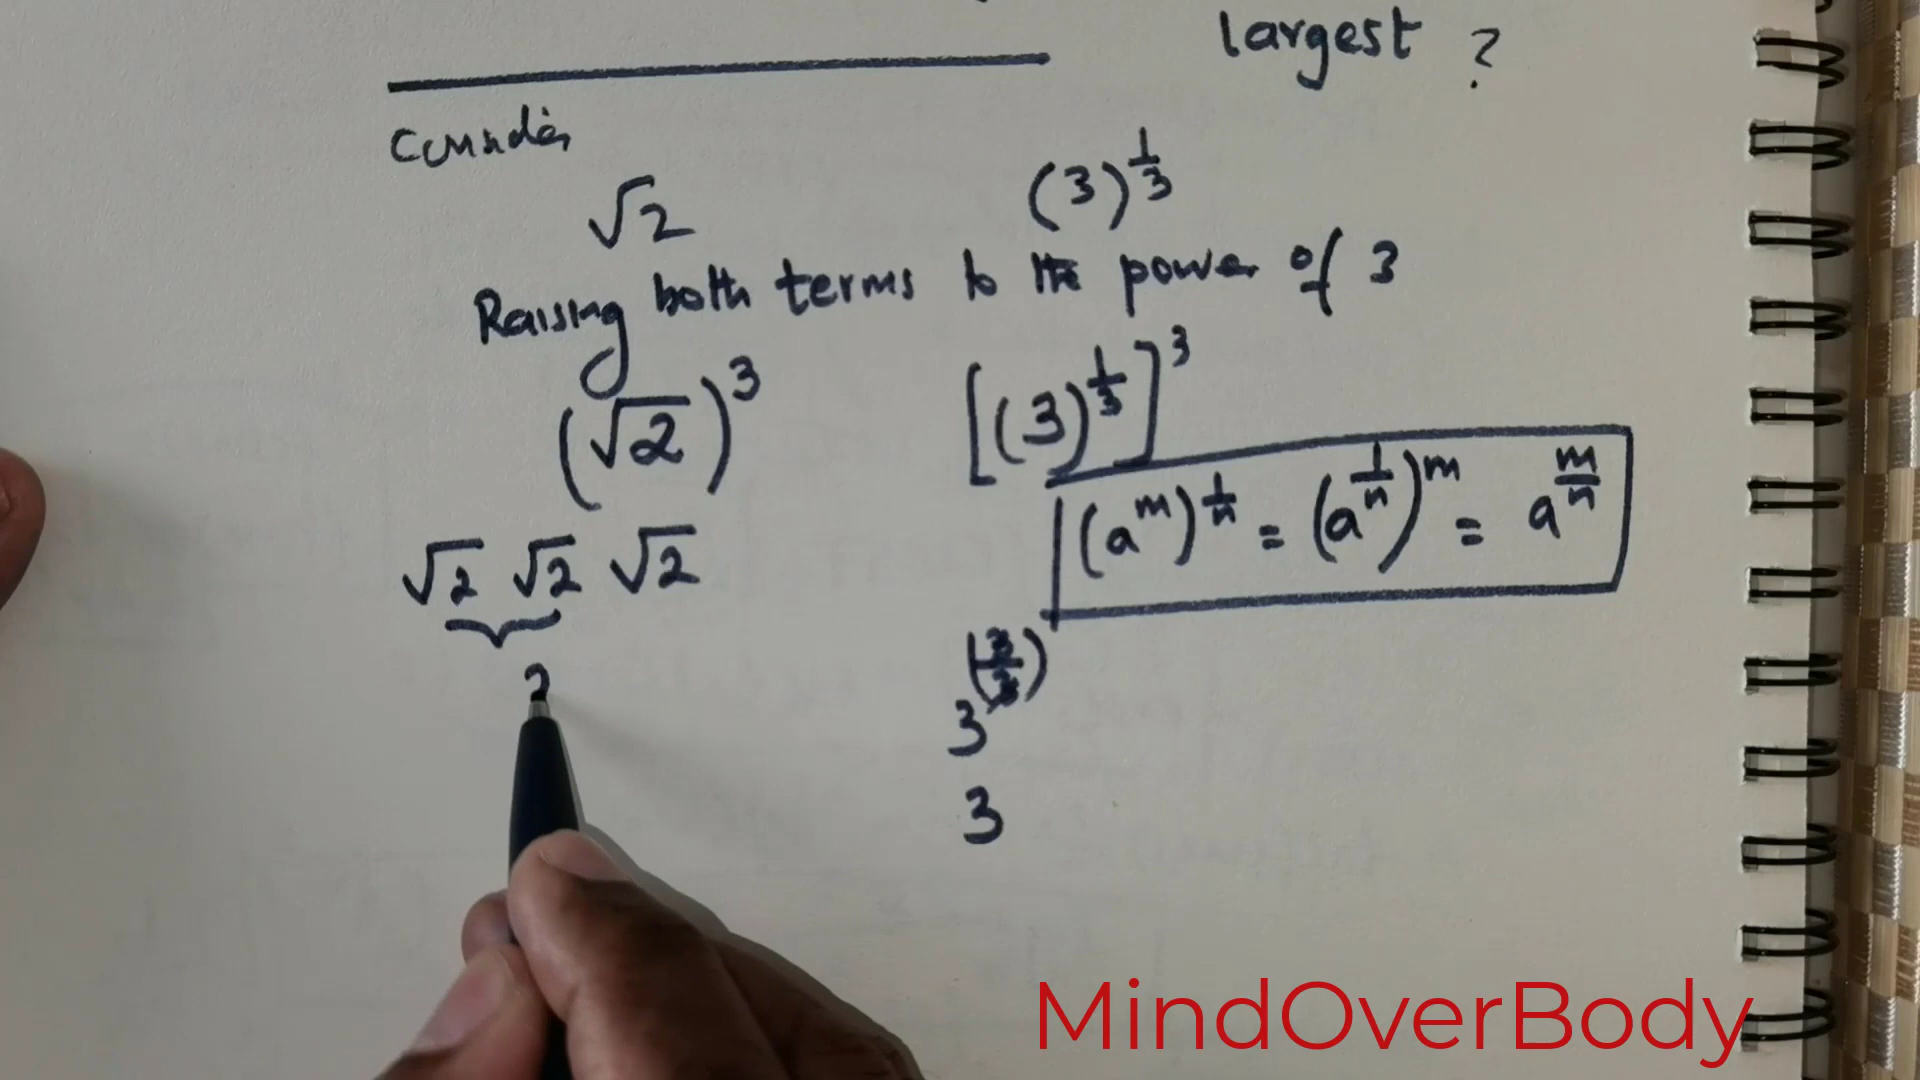 largest ?
Consider
√2 (3)^(1/3)
Raising both terms to the power of 3
(√2)^3 [(3)^(1/3)]^3
(a^m)^(1/n) = (a^(1/n))^m = a^(m/n)
√2 √2 √2
3^(3/3)
2
3
MindOverBody